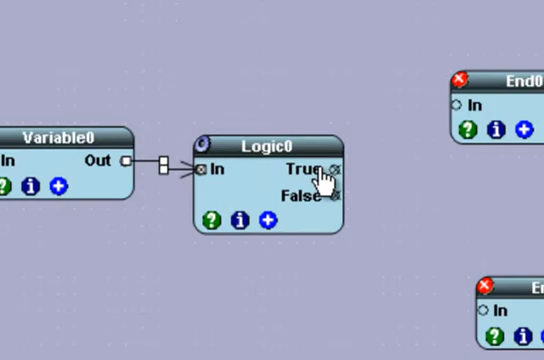 Variable0
In
Out
Logic0
In
True
False
End0
In
In